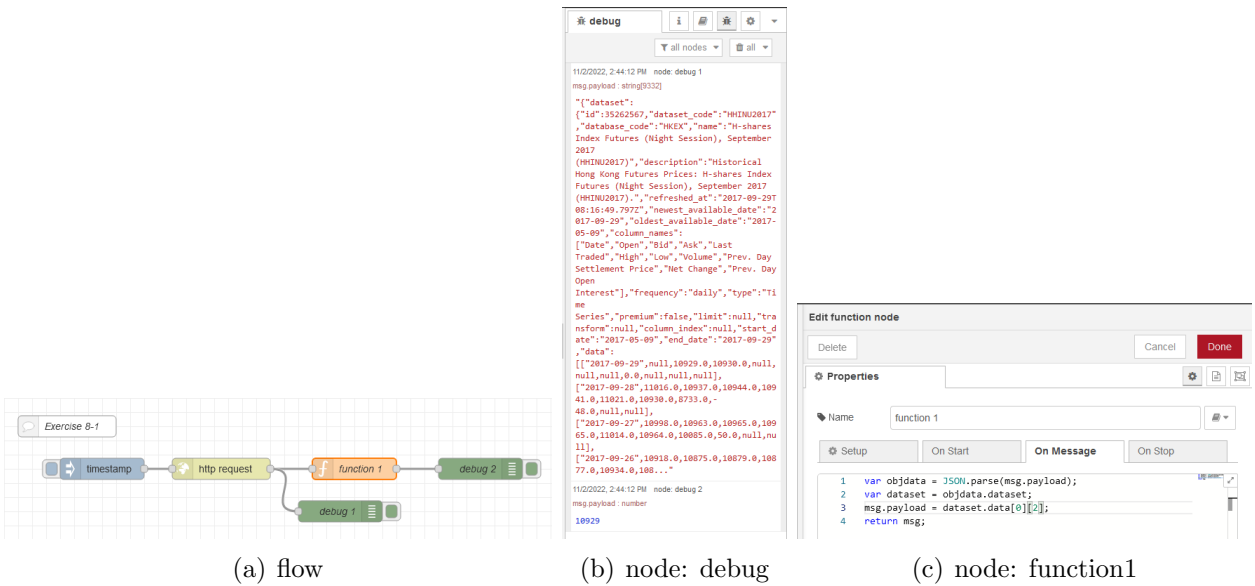 Exercise 8-1
timestamp
http request
function 1
debug 2
debug 1
(a) flow
debug
all nodes
all
11/2/2022, 2:44:12 PM node: debug 1
msg.payload : string[9332]
"{"dataset":
{"id":35262567,"dataset_code":"HHINU2017"
,"database_code":"HKEX","name":"H-shares
Index Futures (Night Session), September
2017
(HHINU2017)","description":"Historical
Hong Kong Futures Prices: H-shares Index
Futures (Night Session), September 2017
(HHINU2017).","refreshed_at":"2017-09-29T
08:16:49.797Z","newest_available_date":"2
017-09-29","oldest_available_date":"2017-
05-09","column_names":
["Date","Open","Bid","Ask","Last
Traded","High","Low","Volume","Prev. Day
Settlement Price","Net Change","Prev. Day
Open
Interest"],"frequency":"daily","type":"Ti
me
Series","premium":false,"limit":null,"tra
nsform":null,"column_index":null,"start_d
ate":"2017-05-09","end_date":"2017-09-29"
,"data":
[["2017-09-29",null,10929.0,10930.0,null,
null,null,0.0,null,null,null],
["2017-09-28",11016.0,10937.0,10944.0,109
41.0,11021.0,10930.0,8733.0,-
48.0,null,null],
["2017-09-27",10998.0,10963.0,10965.0,109
65.0,11014.0,10964.0,10085.0,50.0,null,nu
ll],
["2017-09-26",10918.0,10875.0,10879.0,108
77.0,10934.0,108..."
11/2/2022, 2:44:12 PM node: debug 2
msg.payload : number
10929
(b) node: debug
Edit function node
Delete
Cancel
Done
Properties
Name
function 1
Setup
On Start
On Message
On Stop
1 var objdata = JSON.parse(msg.payload);
2 var dataset = objdata.dataset;
3 msg.payload = dataset.data[0][2];
4 return msg;
(c) node: function1